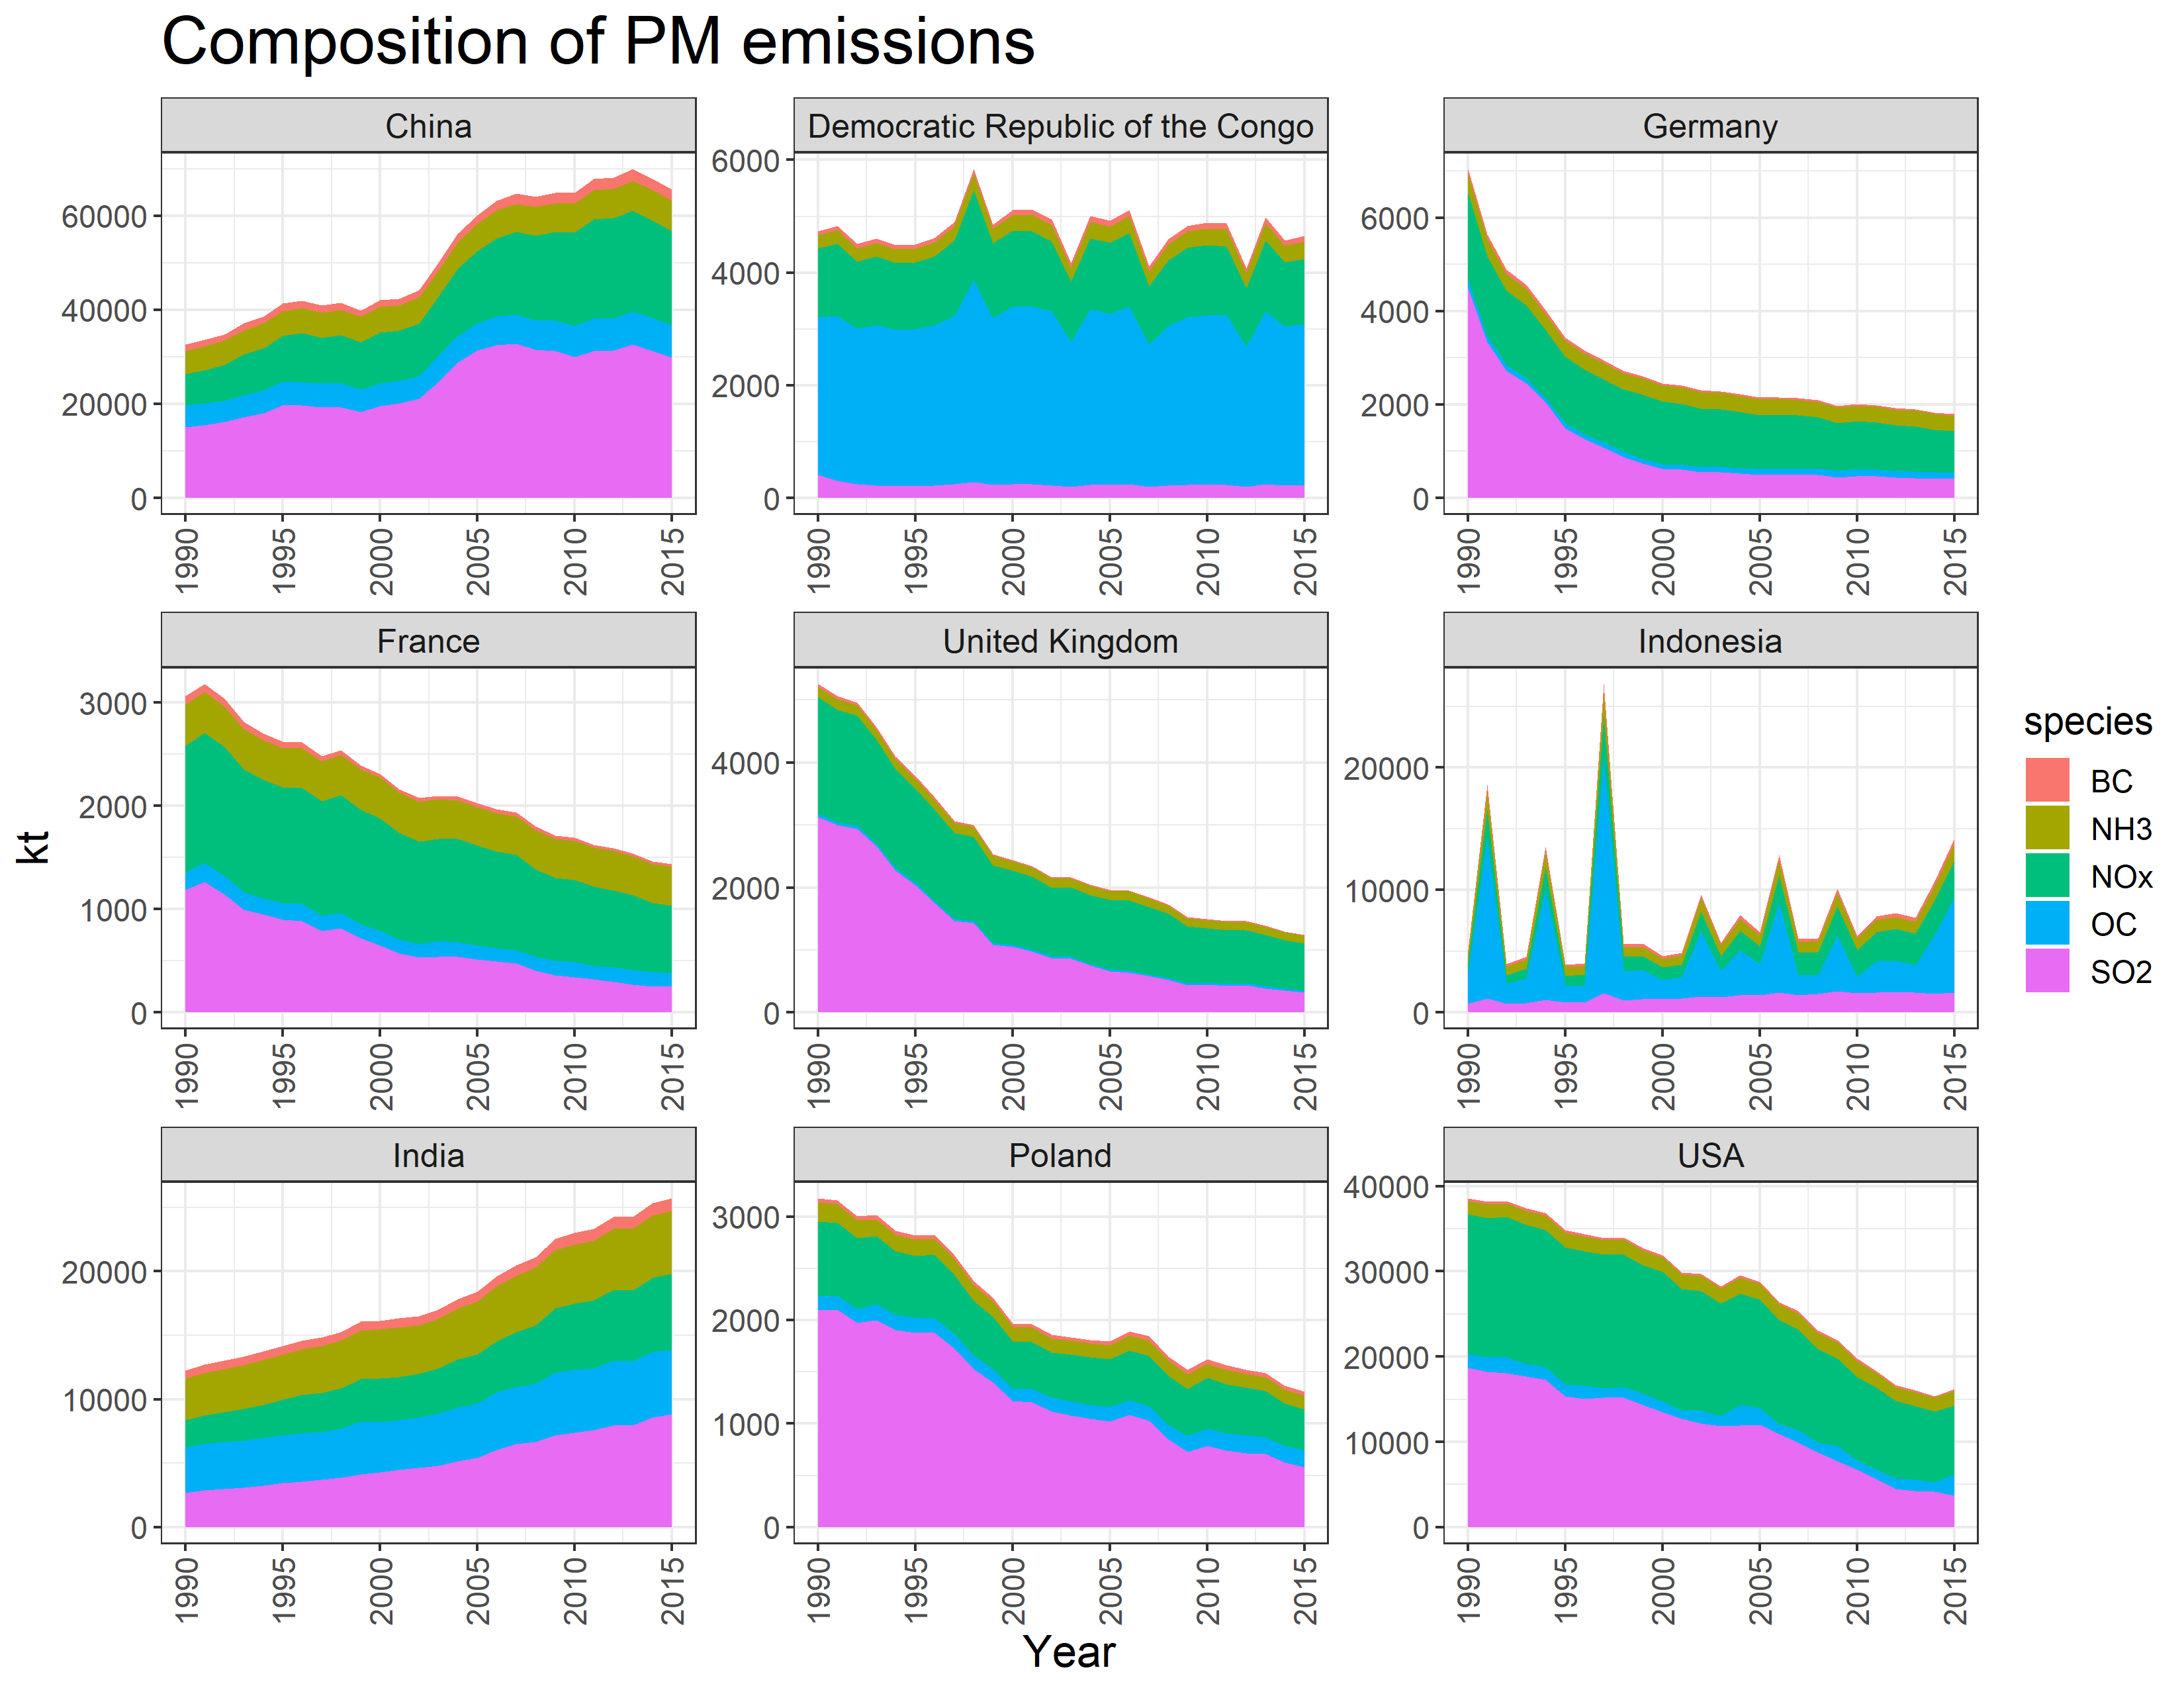 Composition of PM emissions
China
Democratic Republic of the Congo
Germany
60000
40000
20000
0
6000
4000
2000
0
6000
4000
2000
0
1990 1995 2000 2005 2010 2015
1990 1995 2000 2005 2010 2015
1990 1995 2000 2005 2010 2015
France
United Kingdom
Indonesia
3000
2000
1000
0
4000
2000
0
20000
10000
0
1990 1995 2000 2005 2010 2015
1990 1995 2000 2005 2010 2015
1990 1995 2000 2005 2010 2015
India
Poland
USA
20000
10000
0
3000
2000
1000
0
40000
30000
20000
10000
0
1990 1995 2000 2005 2010 2015
1990 1995 2000 2005 2010 2015
1990 1995 2000 2005 2010 2015
kt
Year
species
BC
NH3
NOx
OC
SO2